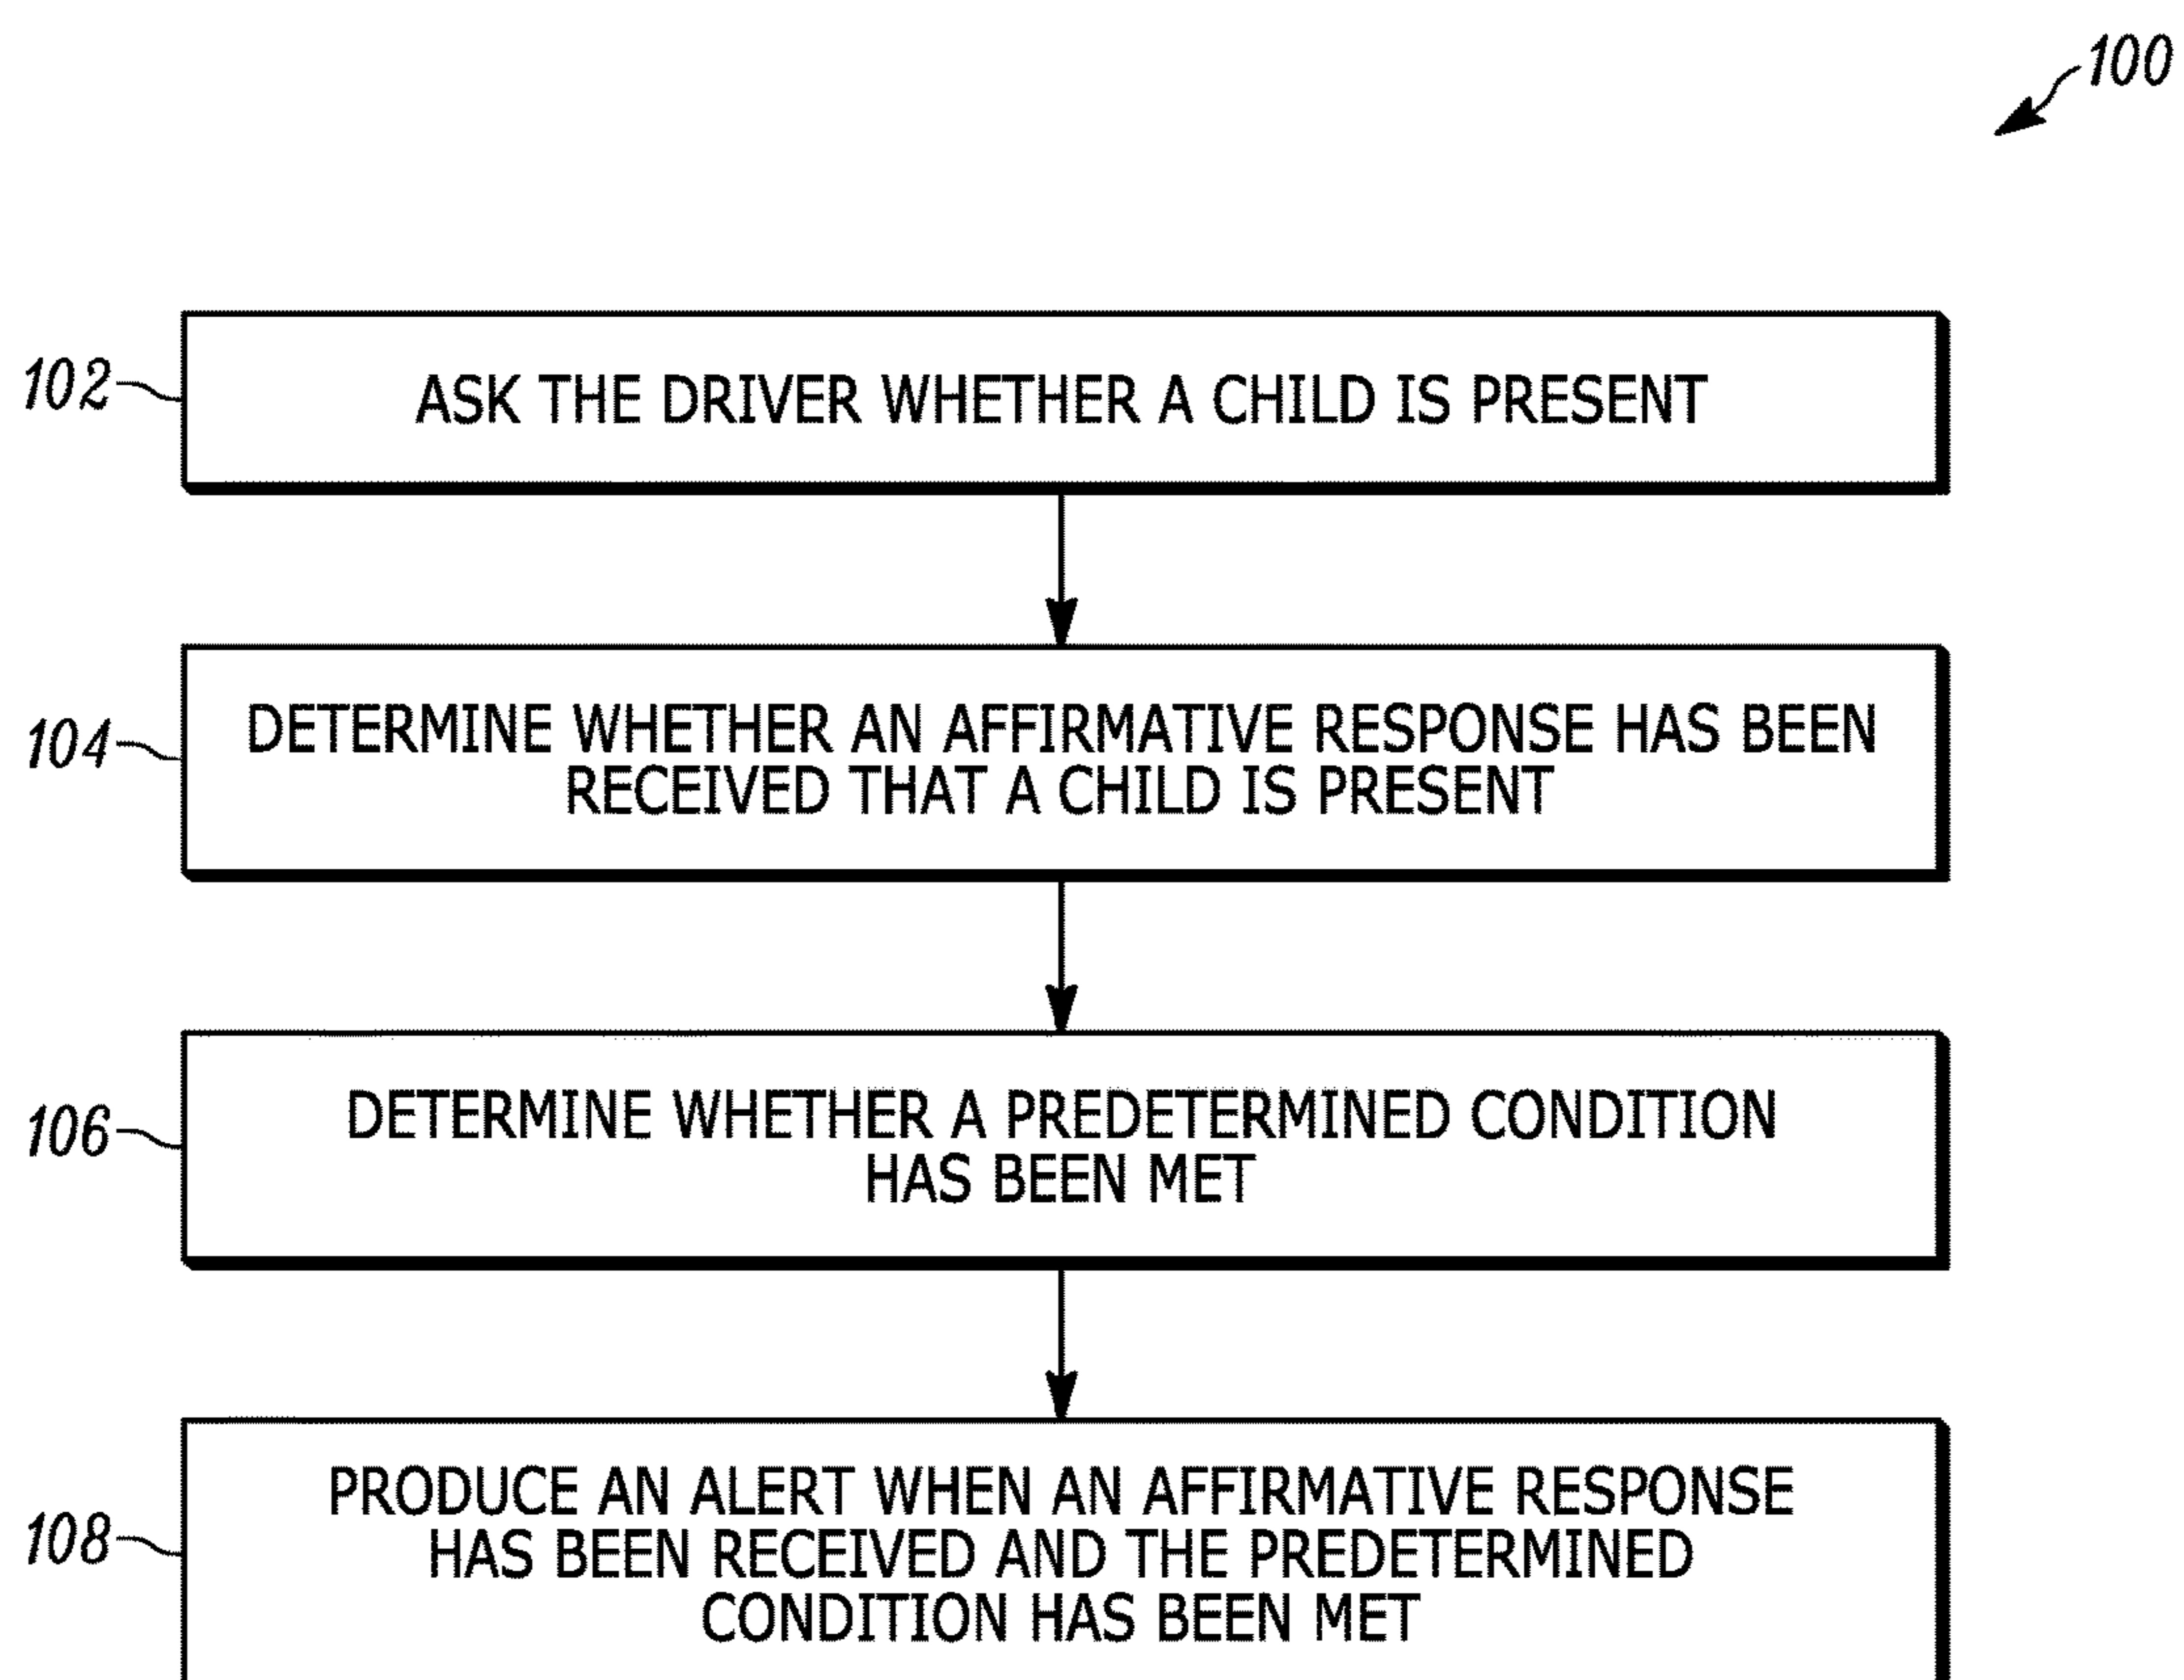 100
102
ASK THE DRIVER WHETHER A CHILD IS PRESENT
104
DETERMINE WHETHER AN AFFIRMATIVE RESPONSE HAS BEEN
RECEIVED THAT A CHILD IS PRESENT
106
DETERMINE WHETHER A PREDETERMINED CONDITION
HAS BEEN MET
108
PRODUCE AN ALERT WHEN AN AFFIRMATIVE RESPONSE
HAS BEEN RECEIVED AND THE PREDETERMINED
CONDITION HAS BEEN MET